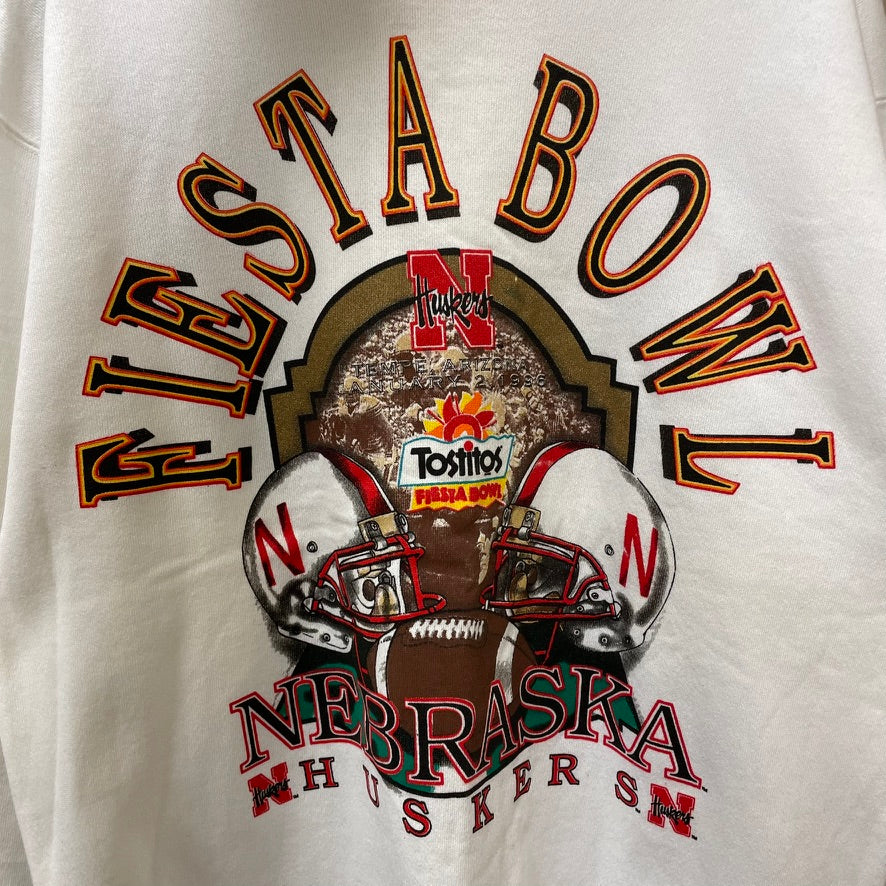 FIESTA BOWL
N
Huskers
TEMPE, ARIZONA
JANUARY 2, 1996
Tostitos
FIESTA BOWL
N
N
NEBRASKA
HUSKERS
N
Huskers
N
Huskers